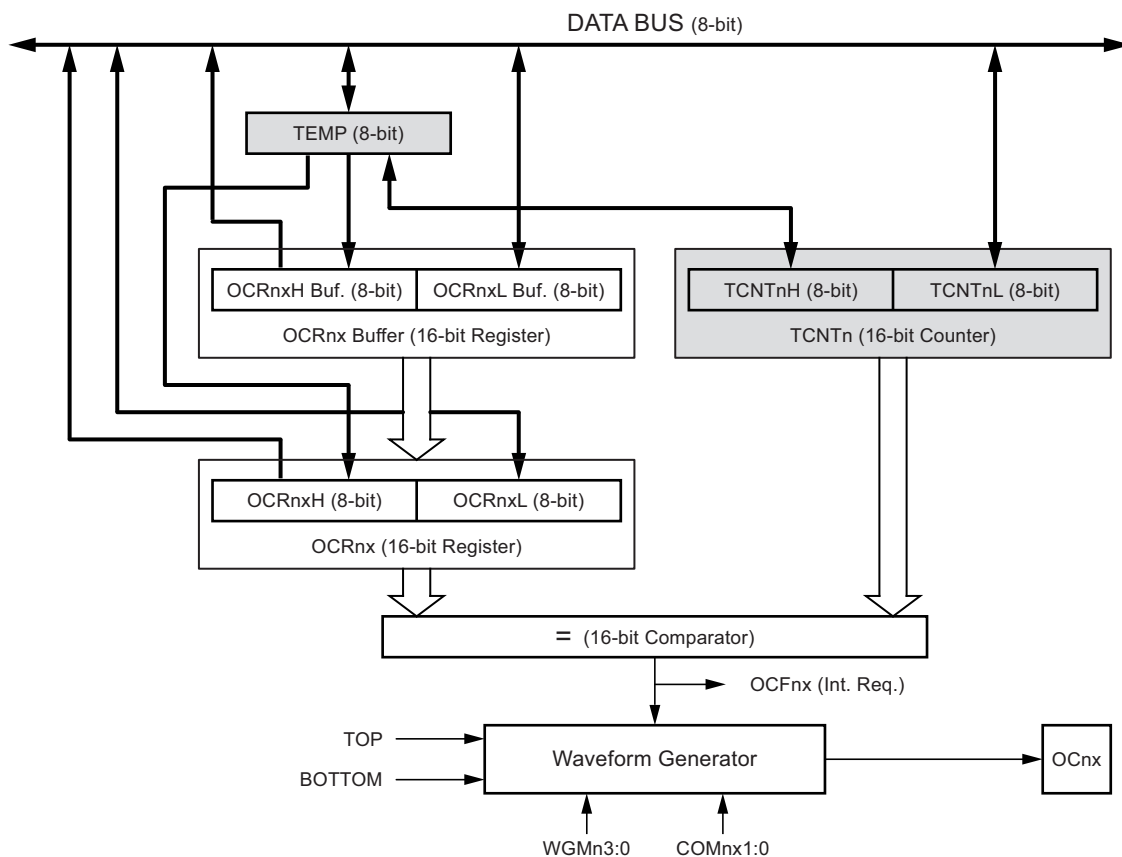 DATA BUS (8-bit)
TEMP (8-bit)
OCRnxH Buf. (8-bit)
OCRnxL Buf. (8-bit)
OCRnx Buffer (16-bit Register)
TCNTnH (8-bit)
TCNTnL (8-bit)
TCNTn (16-bit Counter)
OCRnxH (8-bit)
OCRnxL (8-bit)
OCRnx (16-bit Register)
= (16-bit Comparator)
OCFnx (Int. Req.)
TOP
BOTTOM
Waveform Generator
OCnx
WGMn3:0
COMnx1:0